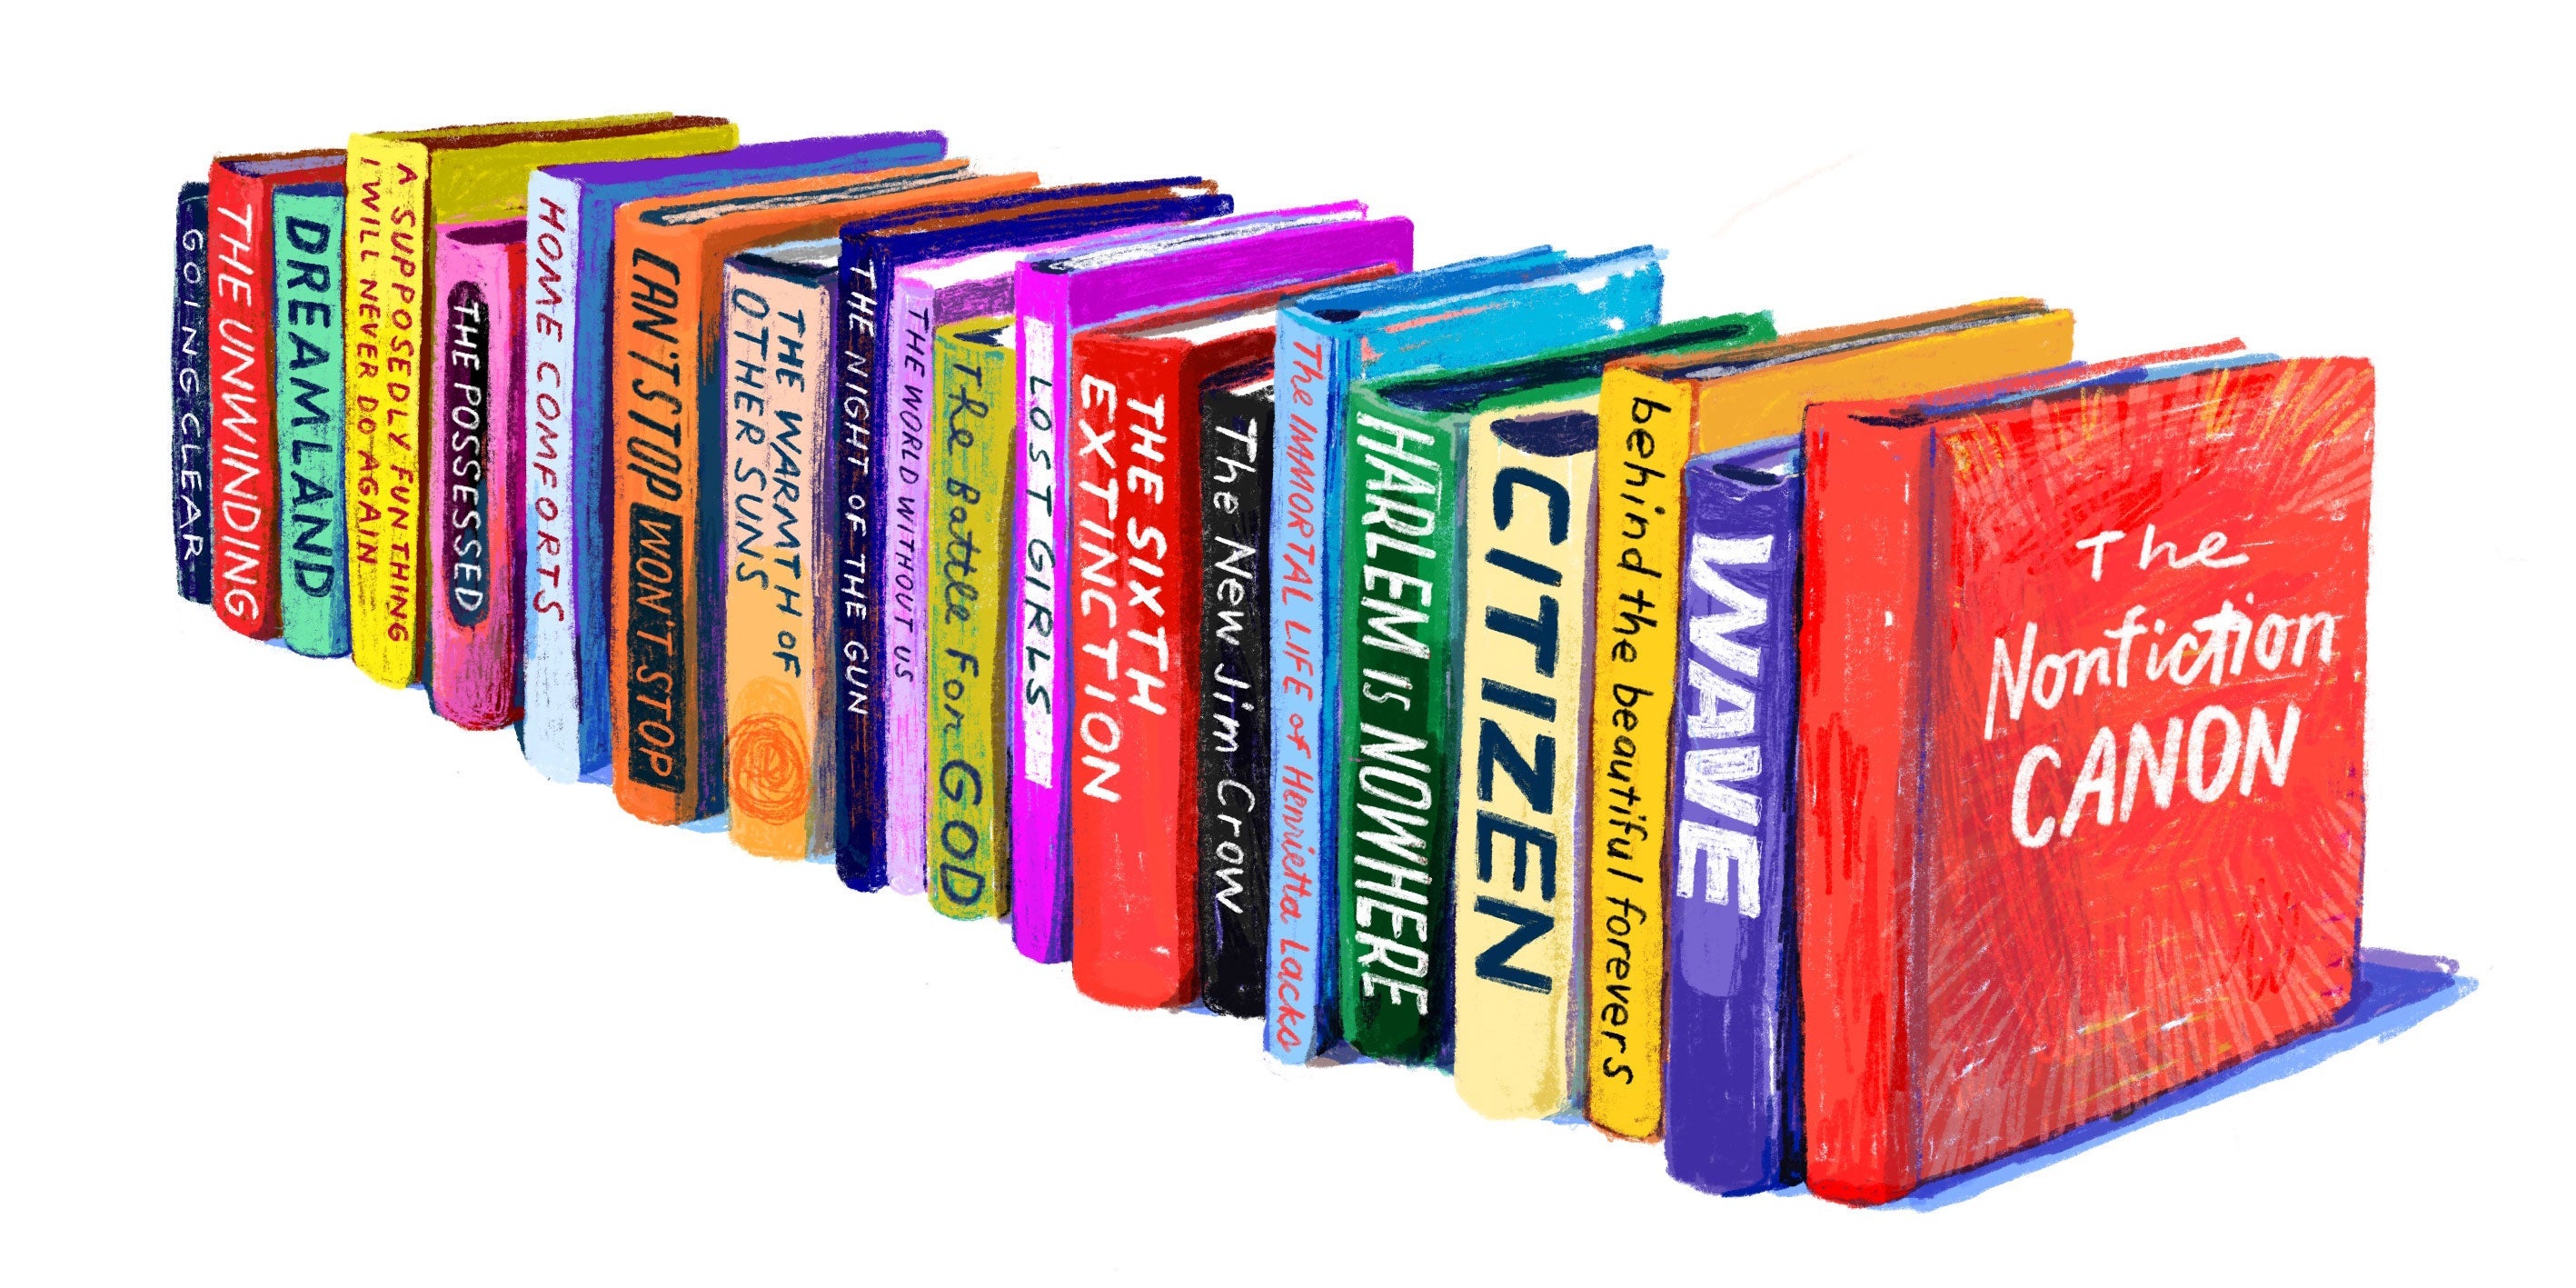 GOING CLEAR
THE UNWINDING
DREAMLAND
A SUPPOSEDLY FUN THING
I WILL NEVER DO AGAIN
THE POSSESSED
HOME COMFORTS
CAN'T STOP WON'T STOP
THE WARMTH OF
OTHER SUNS
THE NIGHT OF THE GUN
THE WORLD WITHOUT US
The Battle For GOD
LOST GIRLS
THE SIXTH
EXTINCTION
The New Jim Crow
The IMMORTAL LIFE of Henrietta Lacks
HARLEM IS NOWHERE
CITIZEN
behind the beautiful forevers
WAVE
The
Nonfiction
CANON